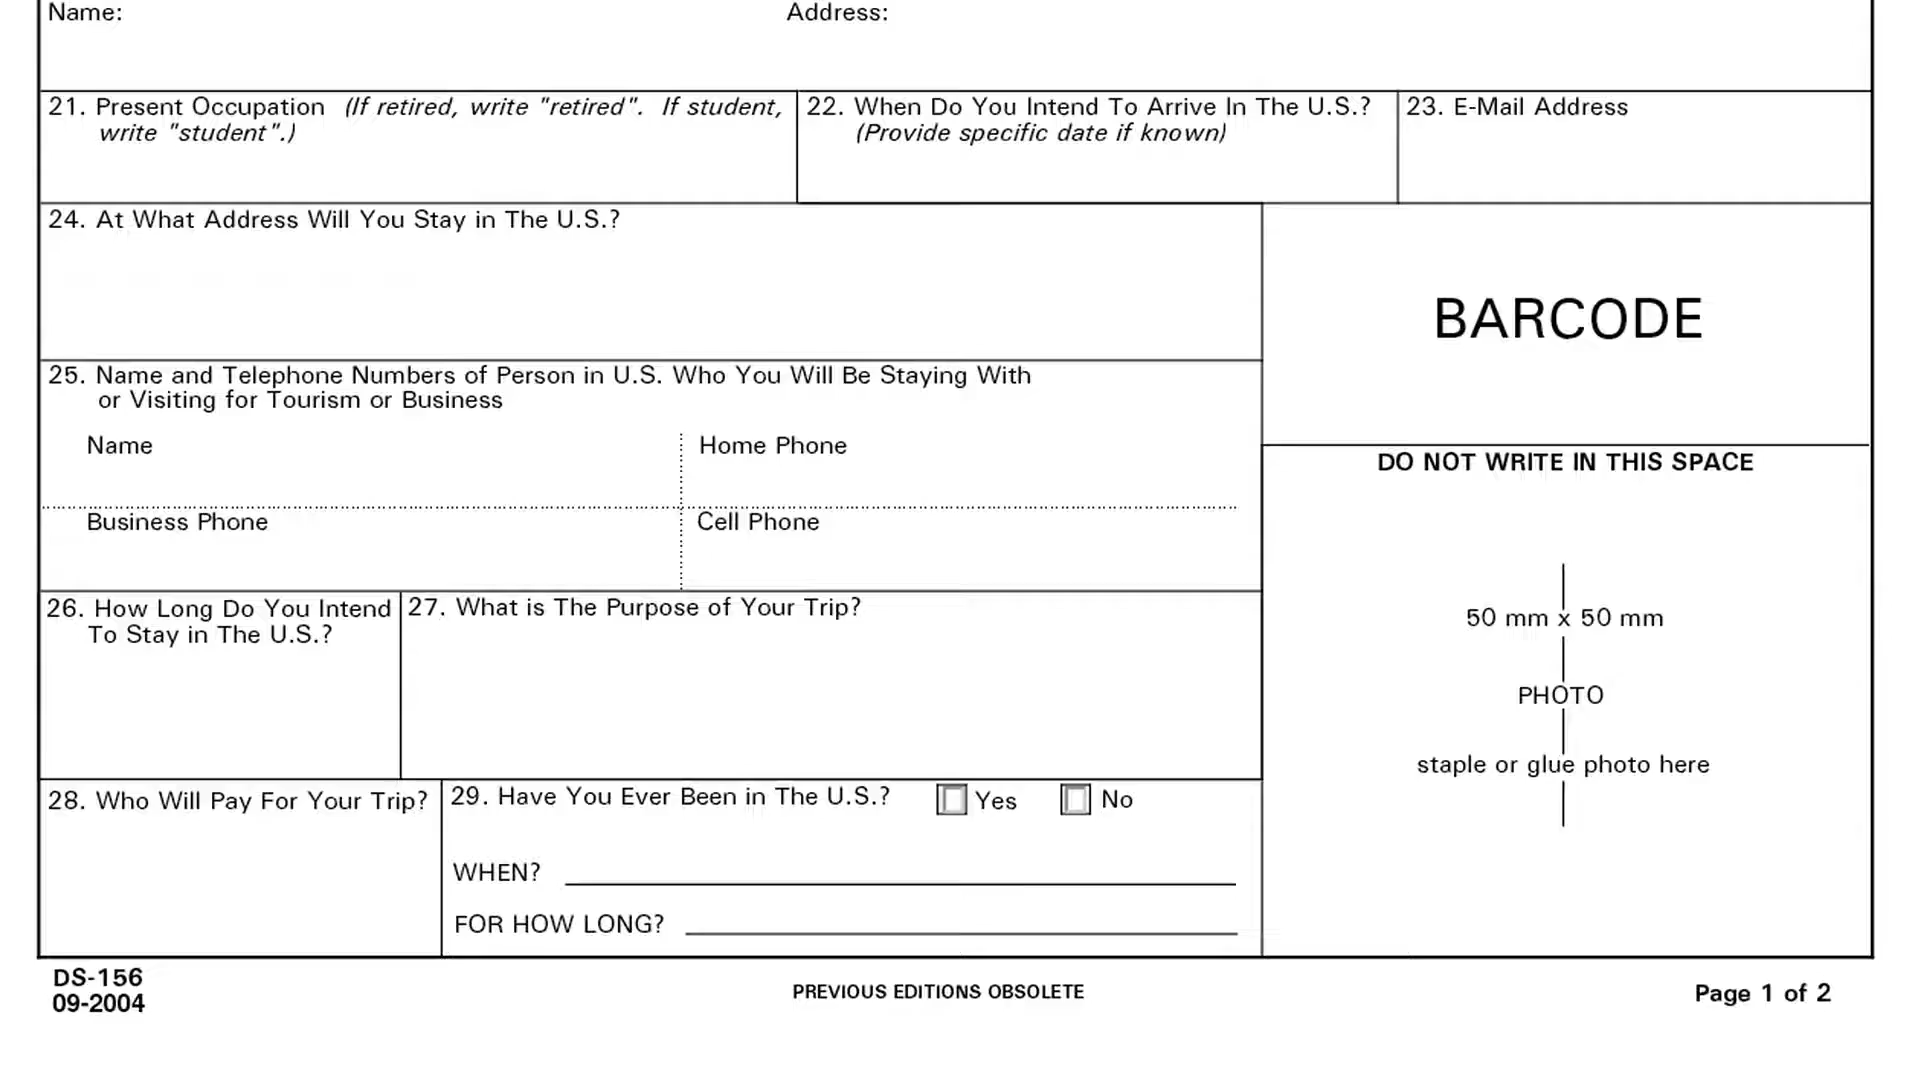 Name: Address:
21. Present Occupation (If retired, write "retired". If student,
write "student".)
22. When Do You Intend To Arrive In The U.S.?
(Provide specific date if known)
23. E-Mail Address
24. At What Address Will You Stay in The U.S.?
BARCODE
25. Name and Telephone Numbers of Person in U.S. Who You Will Be Staying With
or Visiting for Tourism or Business
Name
Home Phone
Business Phone
Cell Phone
DO NOT WRITE IN THIS SPACE
50 mm x 50 mm
PHOTO
staple or glue photo here
26. How Long Do You Intend
To Stay in The U.S.?
27. What is The Purpose of Your Trip?
28. Who Will Pay For Your Trip?
29. Have You Ever Been in The U.S.? Yes No
WHEN?
FOR HOW LONG?
DS-156
09-2004
PREVIOUS EDITIONS OBSOLETE
Page 1 of 2